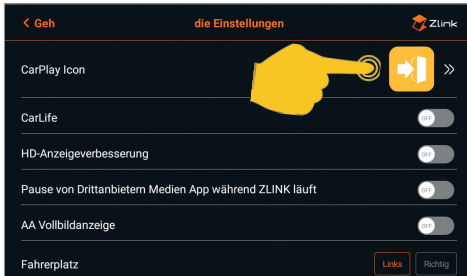 < Geh die Einstellungen Zlink
CarPlay Icon »
CarLife OFF
HD-Anzeigeverbesserung OFF
Pause von Drittanbietern Medien App während ZLINK läuft OFF
AA Vollbildanzeige OFF
Fahrerplatz Links Richtig